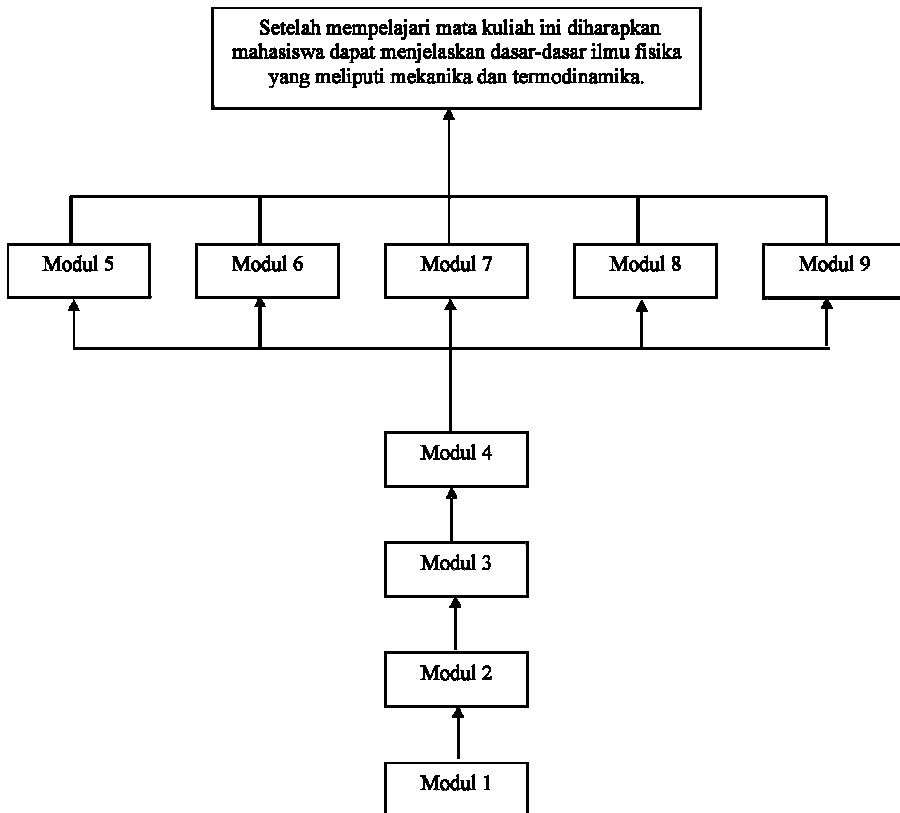 Setelah mempelajari mata kuliah ini diharapkan
mahasiswa dapat menjelaskan dasar-dasar ilmu fisika
yang meliputi mekanika dan termodinamika.
Modul 5
Modul 6
Modul 7
Modul 8
Modul 9
Modul 4
Modul 3
Modul 2
Modul 1